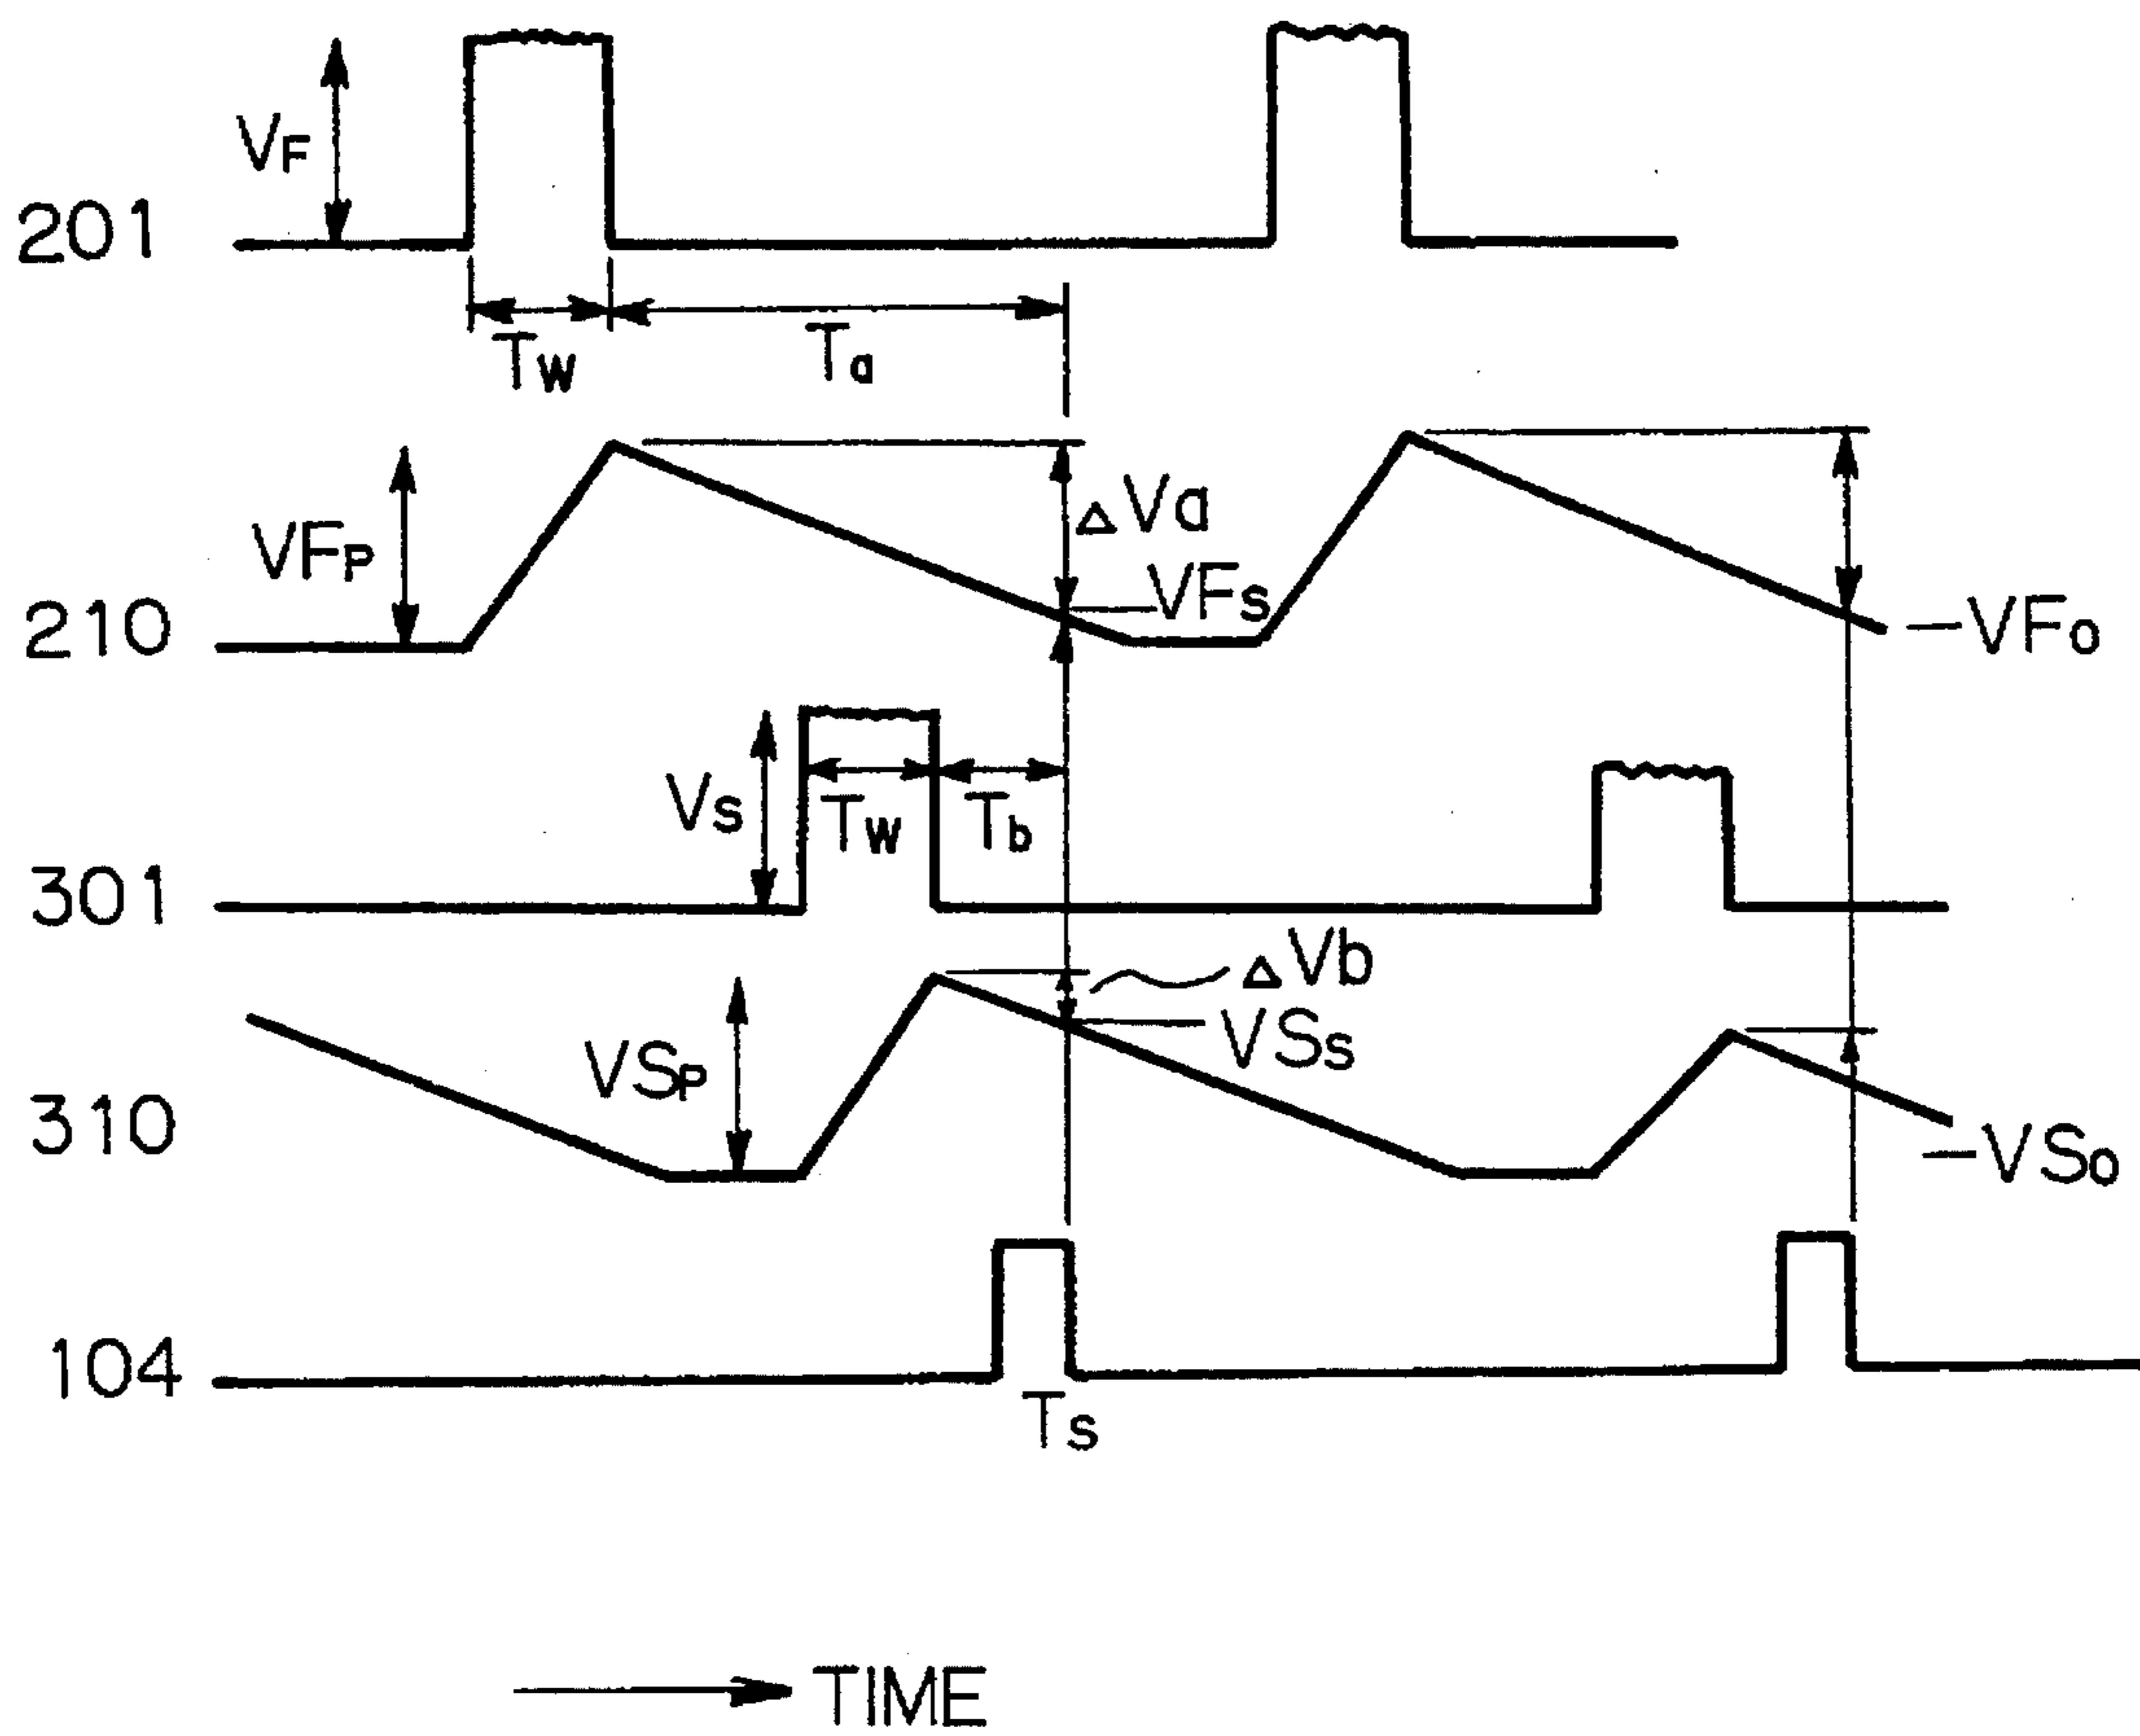 VF
201
Tw
Ta
ΔVa
VFP
VFs
210
—VFo
Vs
Tw
Tb
301
ΔVb
VSs
VSP
310
—VSo
104
Ts
TIME